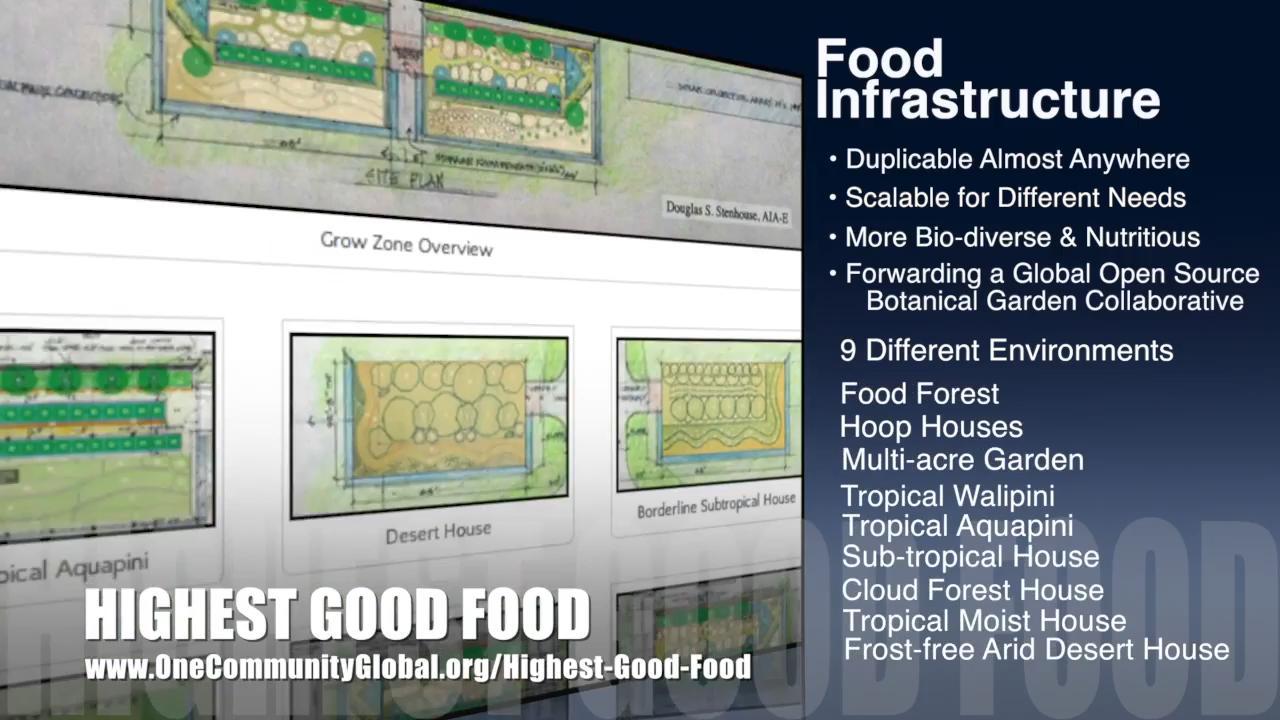 SITE PLAN
Douglas S. Stenhouse, AIA-E
Grow Zone Overview
pical Aquapini
Desert House
Borderline Subtropical House
HIGHEST GOOD FOOD
www.OneCommunityGlobal.org/Highest-Good-Food
Food
Infrastructure
• Duplicable Almost Anywhere
• Scalable for Different Needs
• More Bio-diverse & Nutritious
• Forwarding a Global Open Source
Botanical Garden Collaborative
9 Different Environments
Food Forest
Hoop Houses
Multi-acre Garden
Tropical Walipini
Tropical Aquapini
Sub-tropical House
Cloud Forest House
Tropical Moist House
Frost-free Arid Desert House
HIGHEST GOOD FOOD